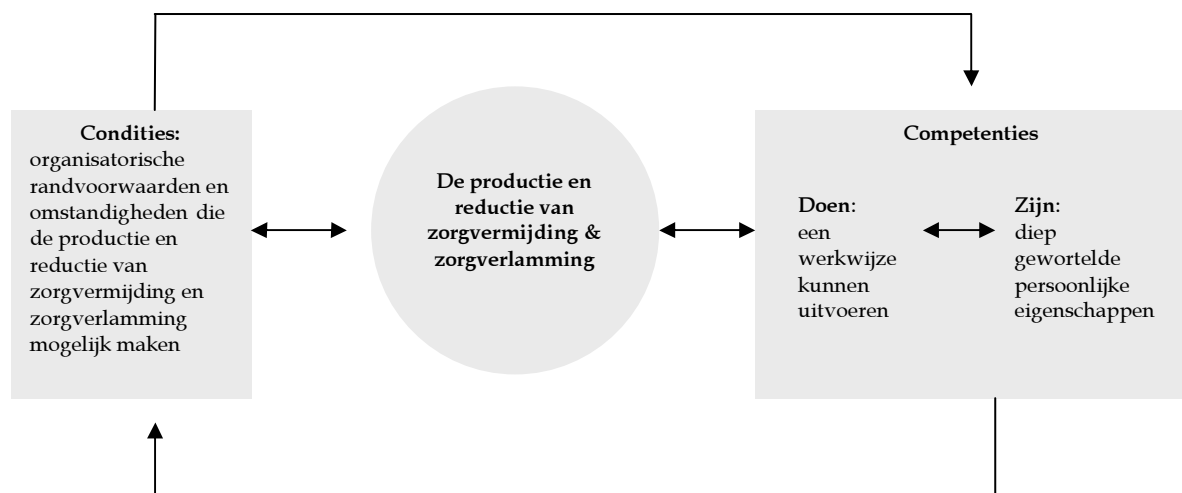 Condities:
organisatorische
randvoorwaarden en
omstandigheden die
de productie en
reductie van
zorgvermijding en
zorgverlamming
mogelijk maken
De productie en
reductie van
zorgvermijding &
zorgverlamming
Competenties
Doen:
een
werkwijze
kunnen
uitvoeren
Zijn:
diep
gewortelde
persoonlijke
eigenschappen